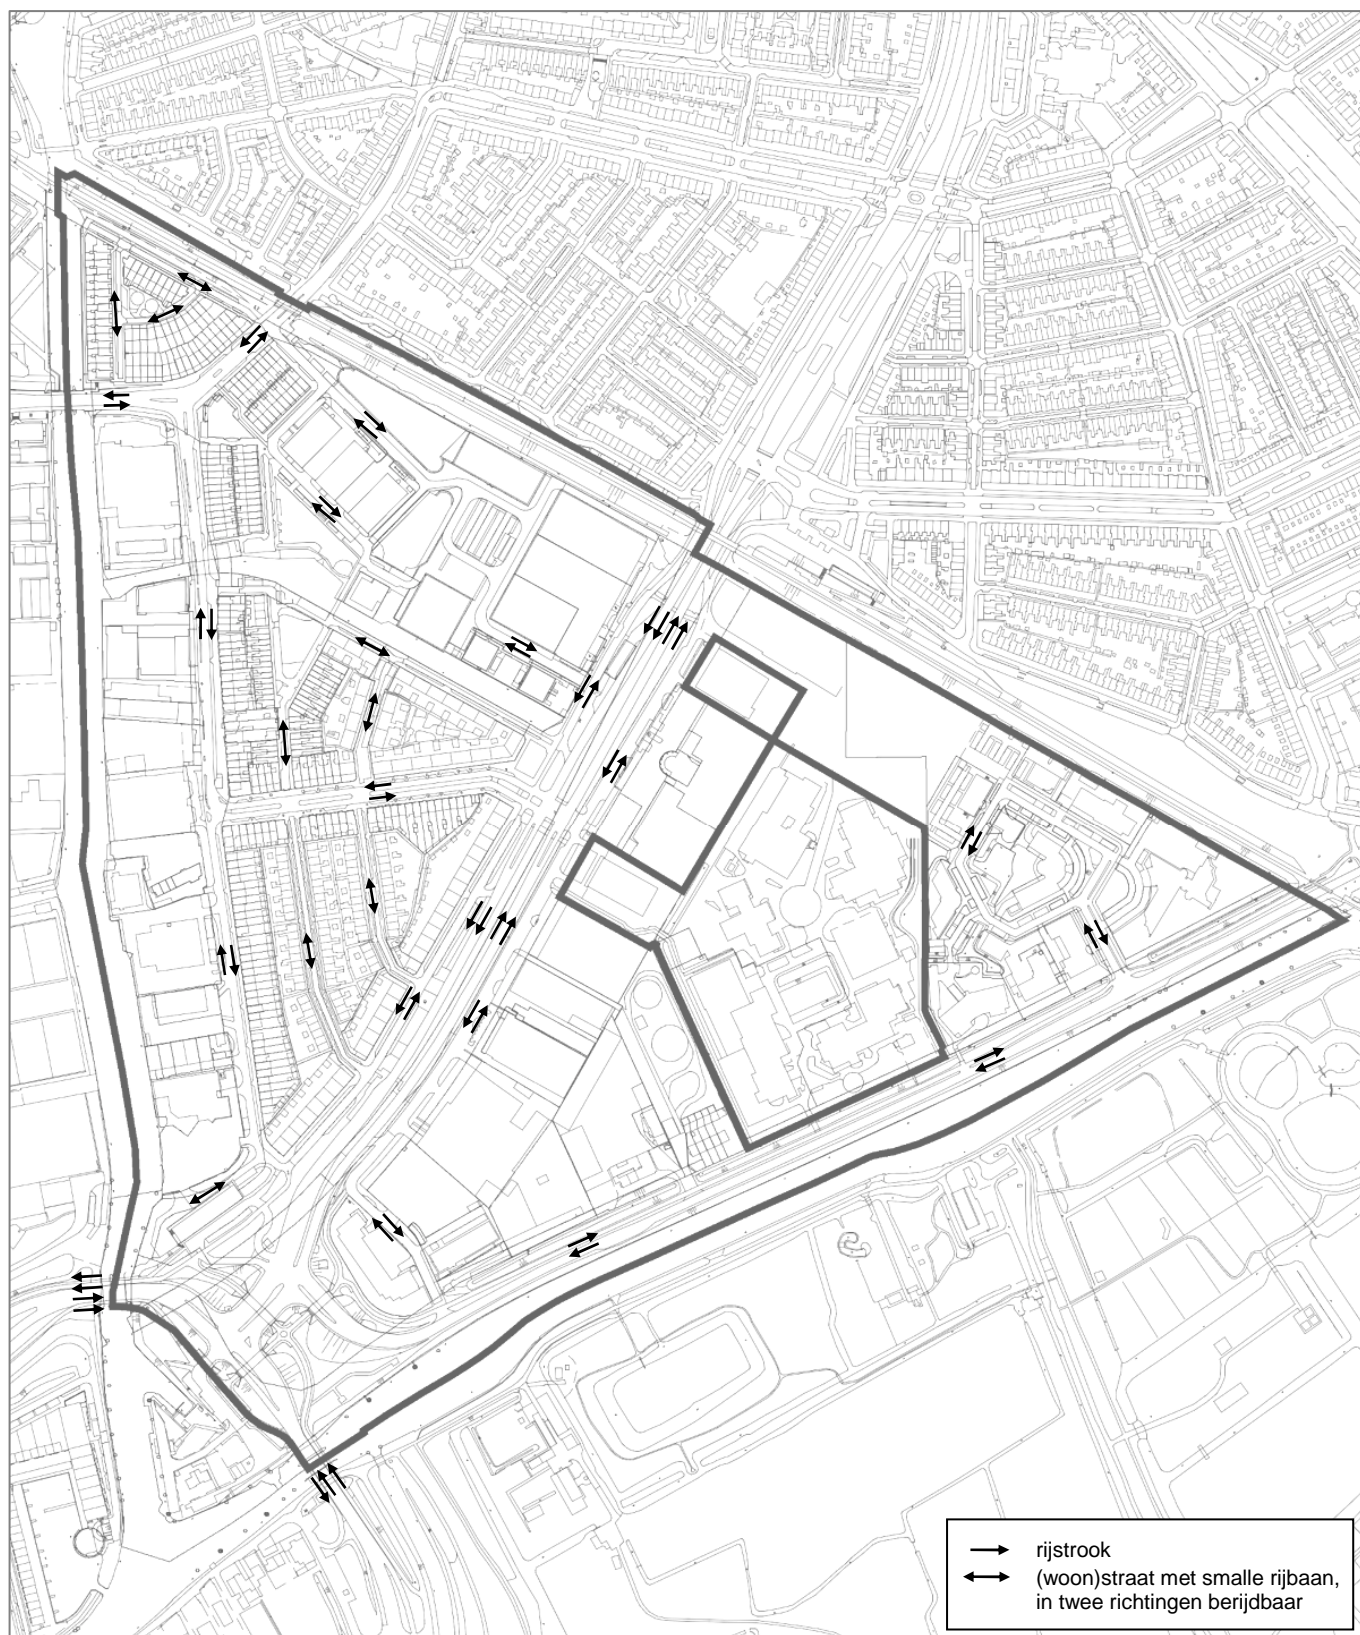 rijstrook
(woon)straat met smalle rijbaan,
in twee richtingen berijdbaar